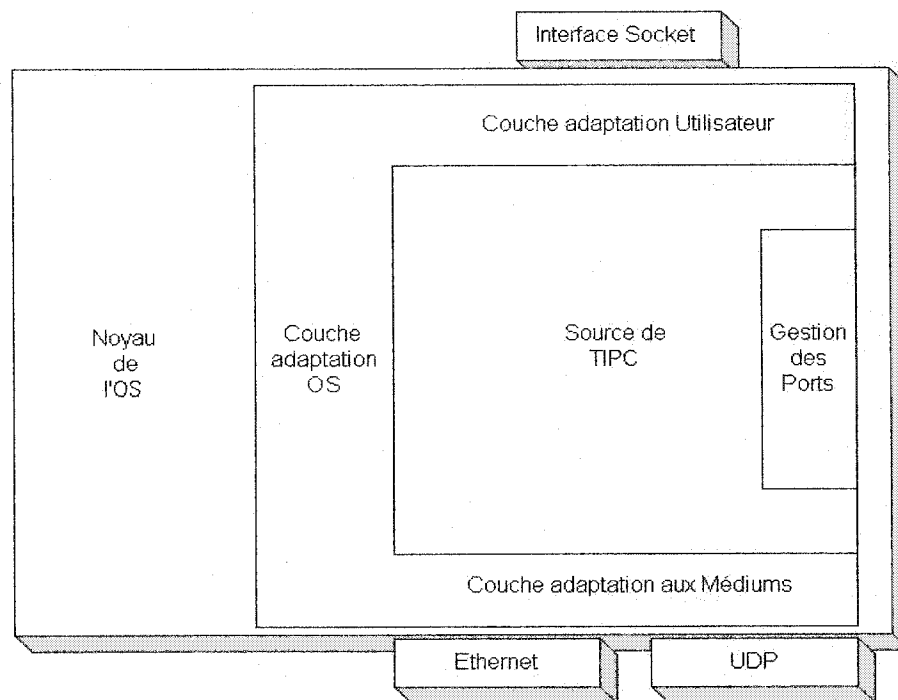 Interface Socket
Couche adaptation Utilisateur
Noyau
de
l'OS
Couche
adaptation
OS
Source de
TIPC
Gestion
des
Ports
Couche adaptation aux Médiums
Ethernet
UDP